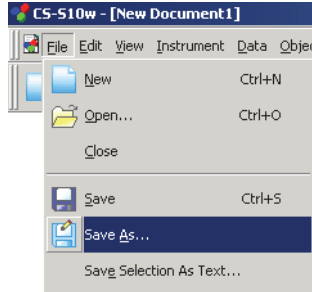 CS-S10w - [New Document1]
File Edit View Instrument Data Objec
New Ctrl+N
Open... Ctrl+O
Close
Save Ctrl+S
Save As...
Save Selection As Text...